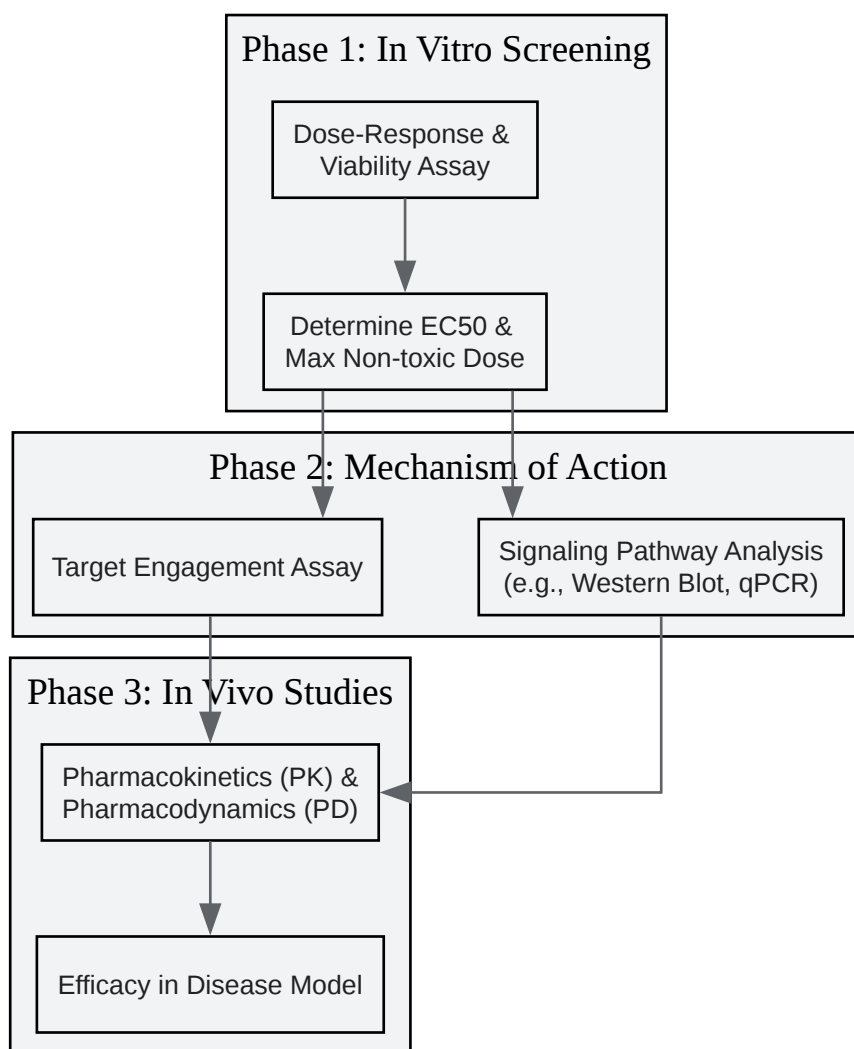 Phase 1: In Vitro Screening
Dose-Response &
Viability Assay
Determine EC50 &
Max Non-toxic Dose
Phase 2: Mechanism of Action
Target Engagement Assay
Signaling Pathway Analysis
(e.g., Western Blot, qPCR)
Phase 3: In Vivo Studies
Pharmacokinetics (PK) &
Pharmacodynamics (PD)
Efficacy in Disease Model